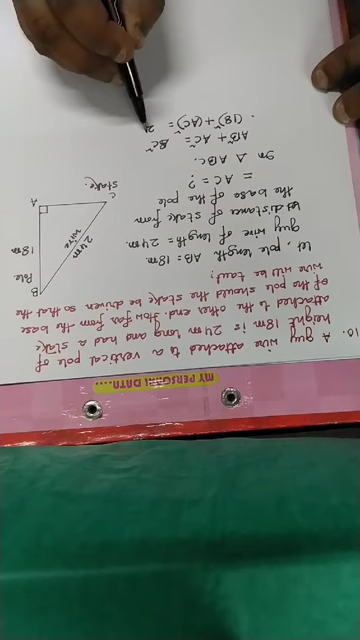 MY PERSONAL DATA...
10. A guy wire attached to a vertical pole of
height 18m is 24m long and had a stake
attached to the other end. How far from the base
of the pole should the stake be driven so that the
wire will be taut?
let, pole length AB = 18m.
guy wire of length = 24m.
distance of stake from
the base of the pole
= AC = ?
In △ ABC.
AB² + AC² = BC²
(18)² + (AC)² = 2
B
Pole
18m
24m
wire
A
C
stake.